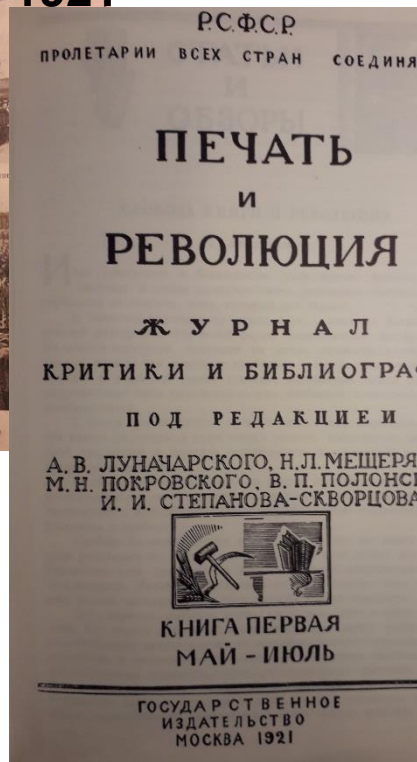 Р.С.Ф.С.Р
ПРОЛЕТАРИИ ВСЕХ СТРАН СОЕДИНЯ
ПЕЧАТЬ
И
РЕВОЛЮЦИЯ
ЖУРНАЛ
КРИТИКИ И БИБЛИОГРА
ПОД РЕДАКЦИЕЙ
А. В. ЛУНАЧАРСКОГО, Н.Л. МЕЩЕРЯ
М. Н. ПОКРОВСКОГО, В. П. ПОЛОНС
И. И. СТЕПАНОВА-СКВОРЦОВА
КНИГА ПЕРВАЯ
МАЙ – ИЮЛЬ
ГОСУДАРСТВЕННОЕ
ИЗДАТЕЛЬСТВО
МОСКВА 1921